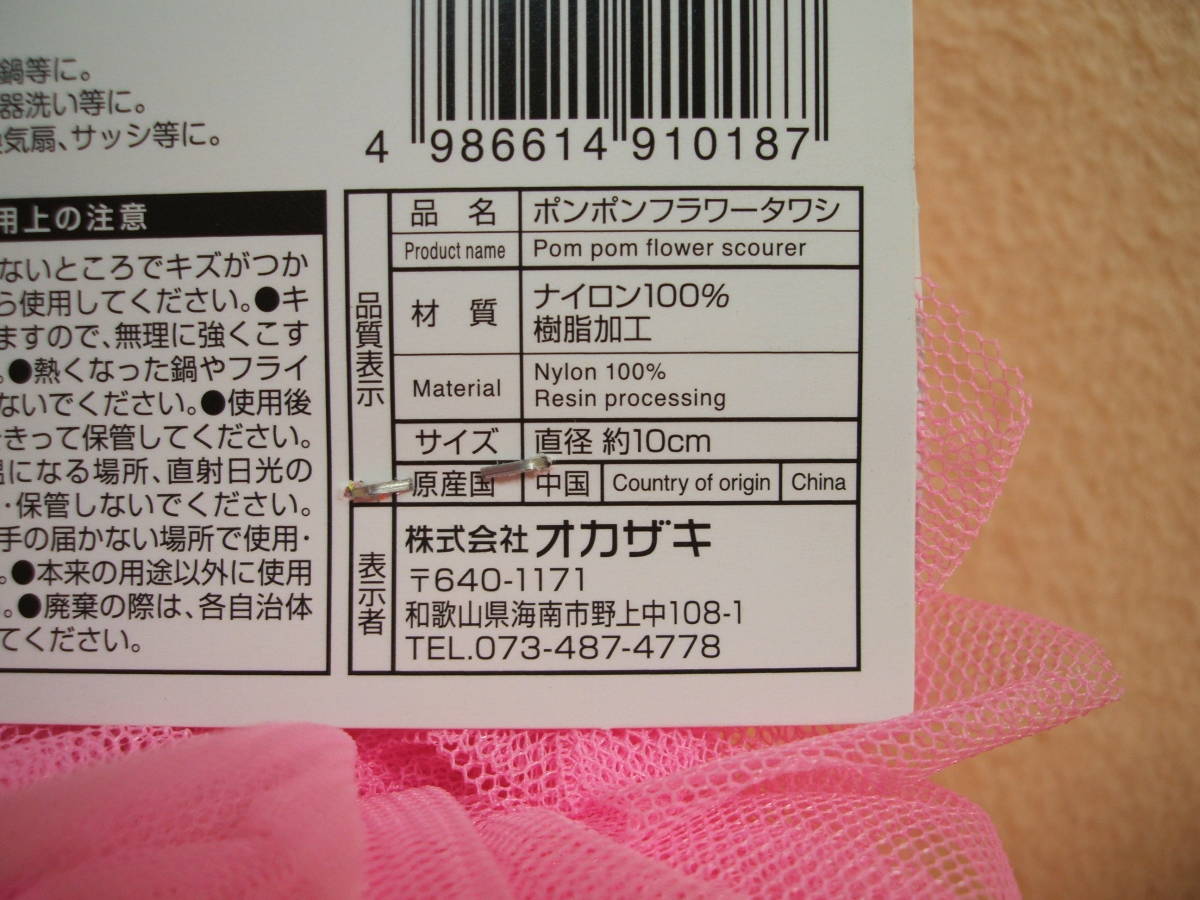 鍋等に。
器洗い等に。
気扇、サッシ等に。
4 986614 910187
用上の注意
ないところでキズがつか
ら使用してください。●キ
ますので、無理に強くこす
。●熱くなった鍋やフライ
ないでください。●使用後
きって保管してください。
になる場所、直射日光の
・保管しないでください。
手の届かない場所で使用・
。●本来の用途以外に使用
。●廃棄の際は、各自治体
てください。
品質表示
品名 ポンポンフラワータワシ
Product name Pom pom flower scourer
材質 ナイロン100%
樹脂加工
Material Nylon 100%
Resin processing
サイズ 直径 約10cm
原産国 中国 Country of origin China
表示者
株式会社オカザキ
〒640-1171
和歌山県海南市野上中108-1
TEL.073-487-4778